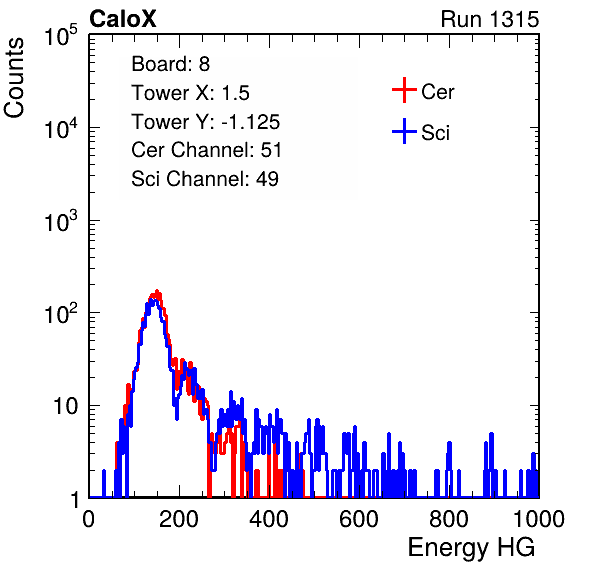 CaloX Run 1315
Counts
10^5
10^4
10^3
10^2
10
1
Board: 8
Tower X: 1.5
Tower Y: -1.125
Cer Channel: 51
Sci Channel: 49
Cer
Sci
0 200 400 600 800 1000
Energy HG